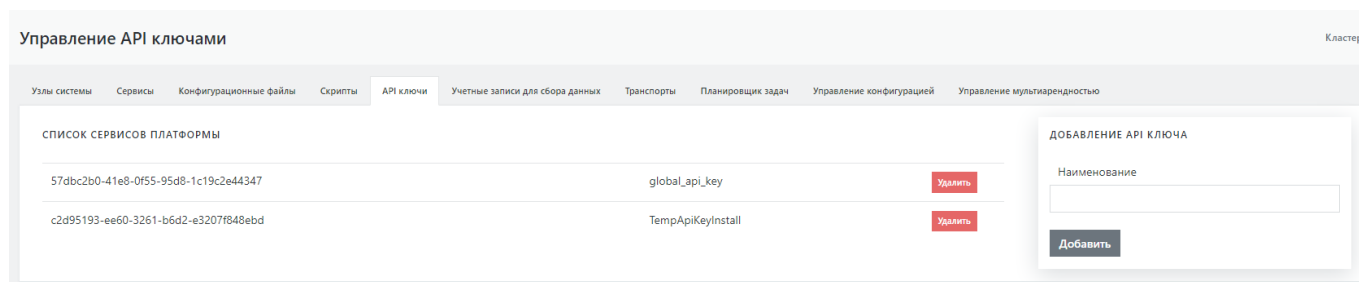 Управление API ключами
Кластер
Узлы системы Сервисы Конфигурационные файлы Скрипты API ключи Учетные записи для сбора данных Транспорты Планировщик задач Управление конфигурацией Управление мультиарендностью
СПИСОК СЕРВИСОВ ПЛАТФОРМЫ
57dbc2b0-41e8-0f55-95d8-1c19c2e44347 global_api_key Удалить
c2d95193-ee60-3261-b6d2-e3207f848ebd TempApiKeyInstall Удалить
ДОБАВЛЕНИЕ API КЛЮЧА
Наименование
Добавить